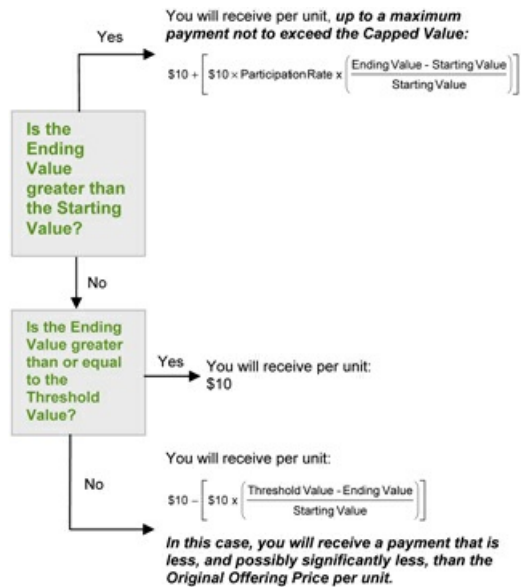 You will receive per unit, up to a maximum
Yes
payment not to exceed the Capped Value:
$10 + [$10 × Participation Rate x (Ending Value - Starting Value / Starting Value)]
Is the
Ending
Value
greater than
the Starting
Value?
No
Is the Ending
Value greater
than or equal
to the
Threshold
Value?
Yes
You will receive per unit:
$10
You will receive per unit:
No
$10 − [$10 x (Threshold Value - Ending Value / Starting Value)]
In this case, you will receive a payment that is
less, and possibly significantly less, than the
Original Offering Price per unit.